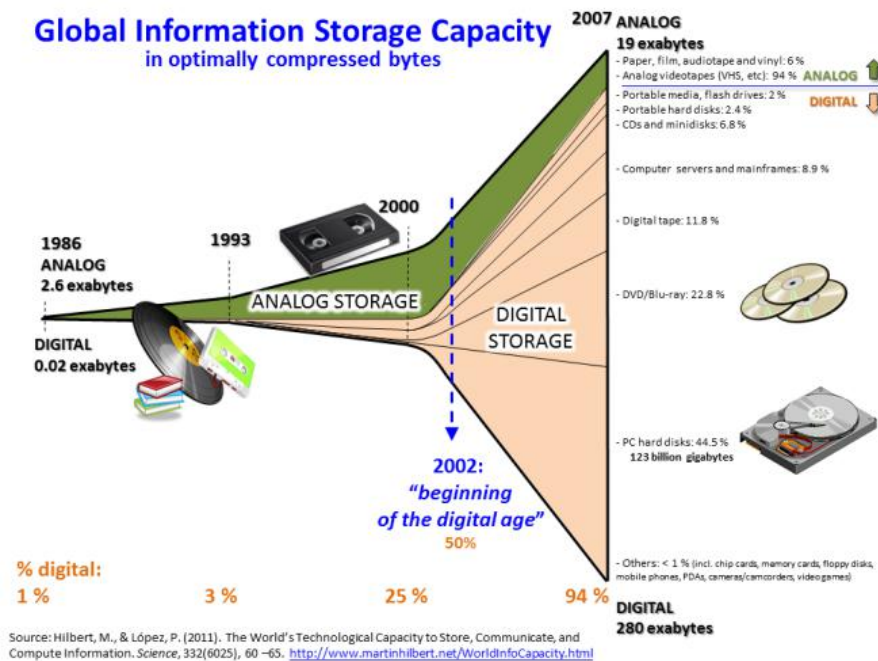 Global Information Storage Capacity
in optimally compressed bytes
2007 ANALOG
19 exabytes
- Paper, film, audiotape and vinyl: 6 %
- Analog videotapes (VHS, etc): 94 %
ANALOG
- Portable media, flash drives: 2 %
DIGITAL
- Portable hard disks: 2.4 %
- CDs and minidisks: 6.8 %
- Computer servers and mainframes: 8.9 %
- Digital tape: 11.8 %
- DVD/Blu-ray: 22.8 %
- PC hard disks: 44.5 %
123 billion gigabytes
- Others: < 1 % (incl. chip cards, memory cards, floppy disks,
mobile phones, PDAs, cameras/camcorders, video games)
DIGITAL
280 exabytes
1986
ANALOG
2.6 exabytes
DIGITAL
0.02 exabytes
1993
2000
ANALOG STORAGE
DIGITAL
STORAGE
2002:
"beginning
of the digital age"
50%
% digital:
1 %
3 %
25 %
94 %
Source: Hilbert, M., & López, P. (2011). The World's Technological Capacity to Store, Communicate, and
Compute Information. Science, 332(6025), 60 –65. http://www.martinhilbert.net/WorldInfoCapacity.html